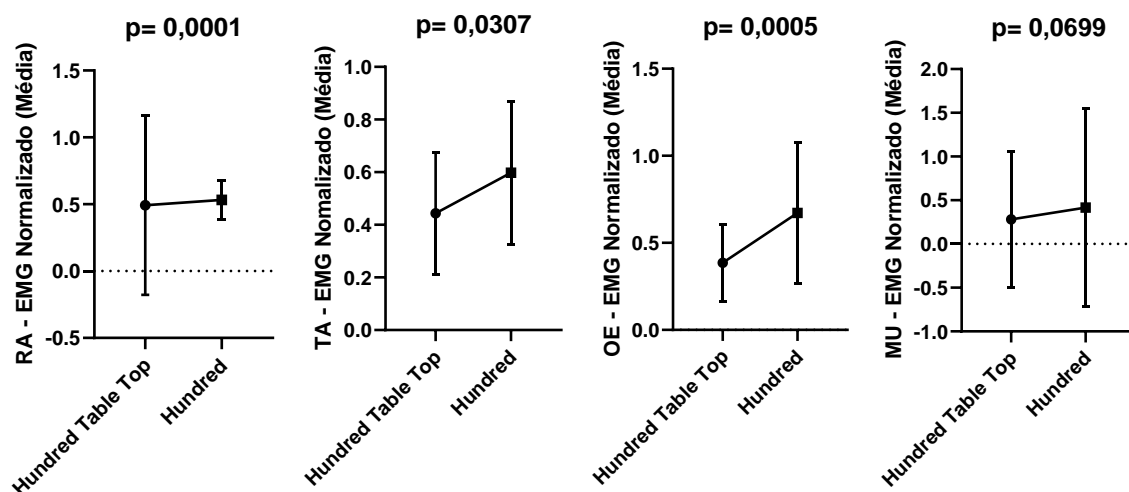 p= 0,0001
RA - EMG Normalizado (Média)
1.5
1.0
0.5
0.0
-0.5
Hundred Table Top
Hundred
p= 0,0307
TA - EMG Nomalizado (Média)
1.0
0.8
0.6
0.4
0.2
0.0
Hundred Table Top
Hundred
p= 0,0005
OE - EMG Normalizado (Média)
1.5
1.0
0.5
0.0
Hundred Table Top
Hundred
p= 0,0699
MU - EMG Normalizado (Média)
2.0
1.5
1.0
0.5
0.0
-0.5
-1.0
Hundred Table Top
Hundred